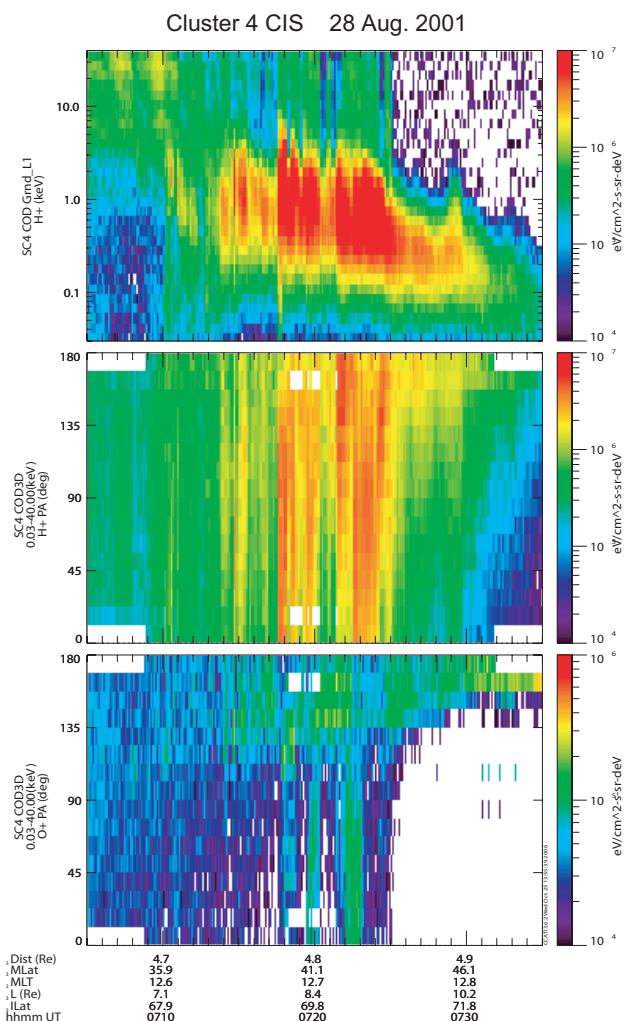 Cluster 4 CIS 28 Aug. 2001
SC4 COD Grnd_L1
H+ (keV)
10.0
1.0
0.1
10 7
10 6
10 5
10 4
eV/cm^2-s-sr-deV
SC4 COD3D
0.03-40.00(keV)
H+ PA (deg)
180
135
90
45
0
10 7
10 6
10 5
10 4
eV/cm^2-s-sr-deV
SC4 COD3D
0.03-40.00(keV)
O+ PA (deg)
180
135
90
45
0
10 6
10 5
10 4
eV/cm^2-s-sr-deV
Dist (Re) 4.7 4.8 4.9
MLat 35.9 41.1 46.1
MLT 12.6 12.7 12.8
L (Re) 7.1 8.4 10.2
ILat 67.9 69.8 71.8
hhmm UT 0710 0720 0730